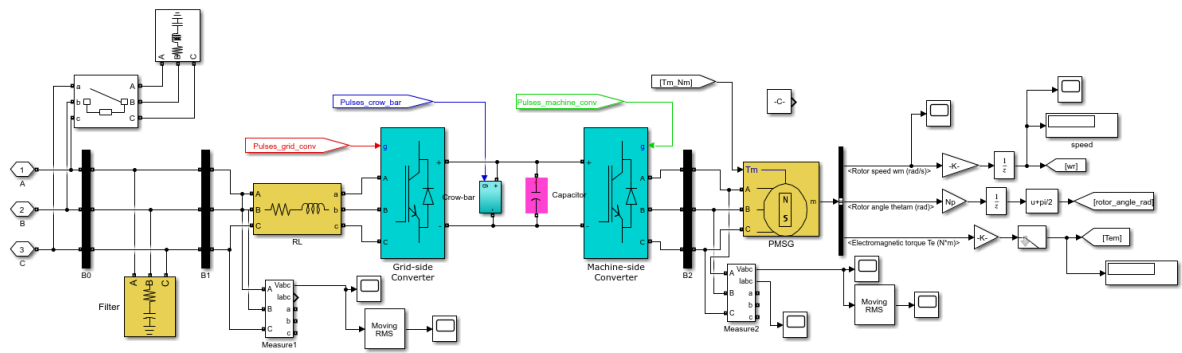 A
B
C
a
b
c
A
B
C
[Tm_Nm]
-C-
speed
Pulses_crow_bar
Pulses_machine_conv
Pulses_grid_conv
g
g
1
A
2
B
3
C
B0
B1
A
B
C
a
b
c
RL
A
B
C
+
-
Grid-side
Converter
Crow-bar
g
Capacitor
+
-
A
B
C
Machine-side
Converter
B2
Tm
A
B
C
N
S
m
PMSG
<Rotor speed wm (rad/s)>
-K-
1
z
[wr]
<Rotor angle thetam (rad)>
Np
1
z
u+pi/2
[rotor_angle_rad]
<Electromagnetic torque Te (N*m)>
-K-
[Tem]
Filter
A
B
C
A
B
C
Vabc
Iabc
a
b
c
Measure1
Moving
RMS
A
B
C
Vabc
Iabc
a
b
c
Measure2
Moving
RMS